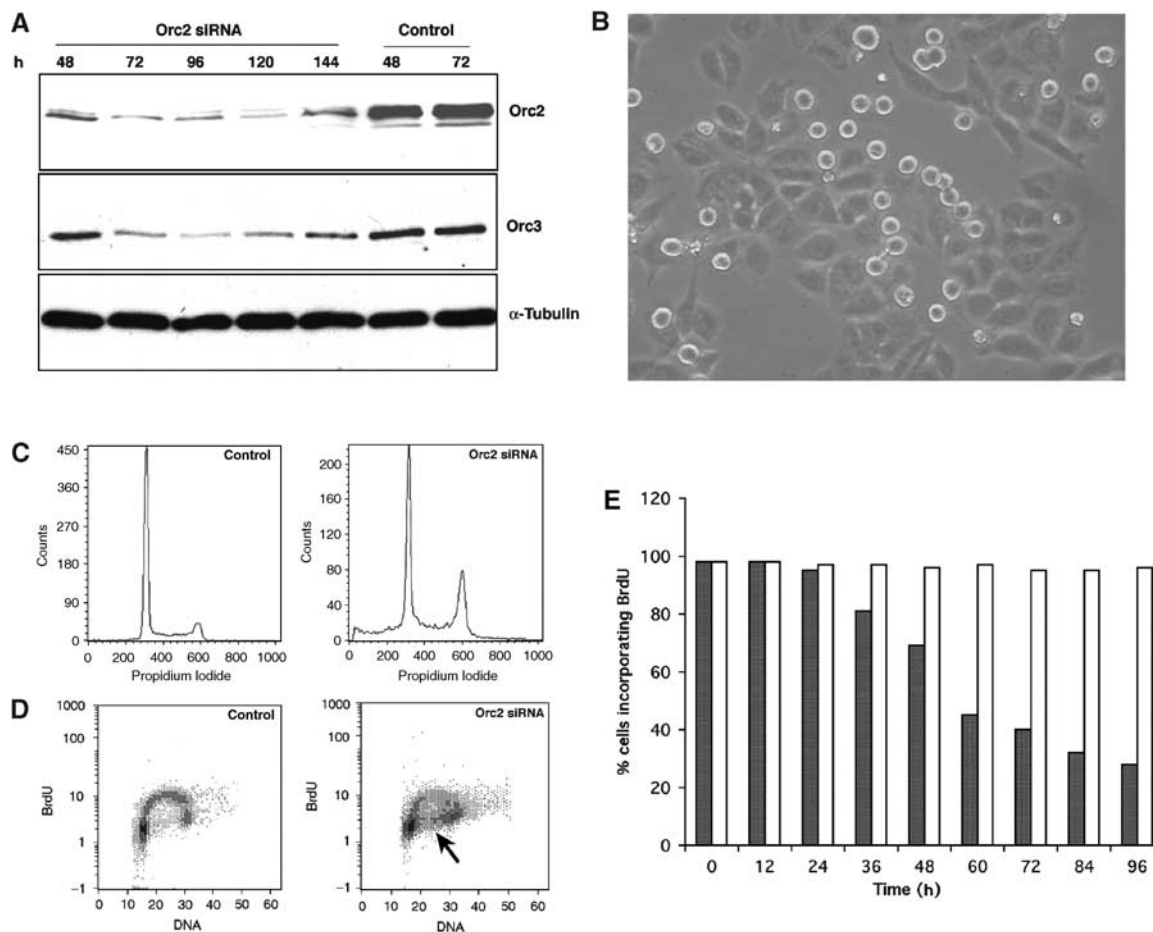 A
Orc2 siRNA Control
h 48 72 96 120 144 48 72
Orc2
Orc3
α-Tubulin
B
C
Control
450
360
270
180
90
0
Counts
0 200 400 600 800 1000
Propidium Iodide
Orc2 siRNA
200
160
120
80
40
0
Counts
0 200 400 600 800 1000
Propidium Iodide
D
Control
1000
100
10
1
−1
BrdU
0 10 20 30 40 50 60
DNA
Orc2 siRNA
1000
100
10
1
−1
BrdU
0 10 20 30 40 50 60
DNA
E
120
100
80
60
40
20
0
% cells incorporating BrdU
0 12 24 36 48 60 72 84 96
Time (h)